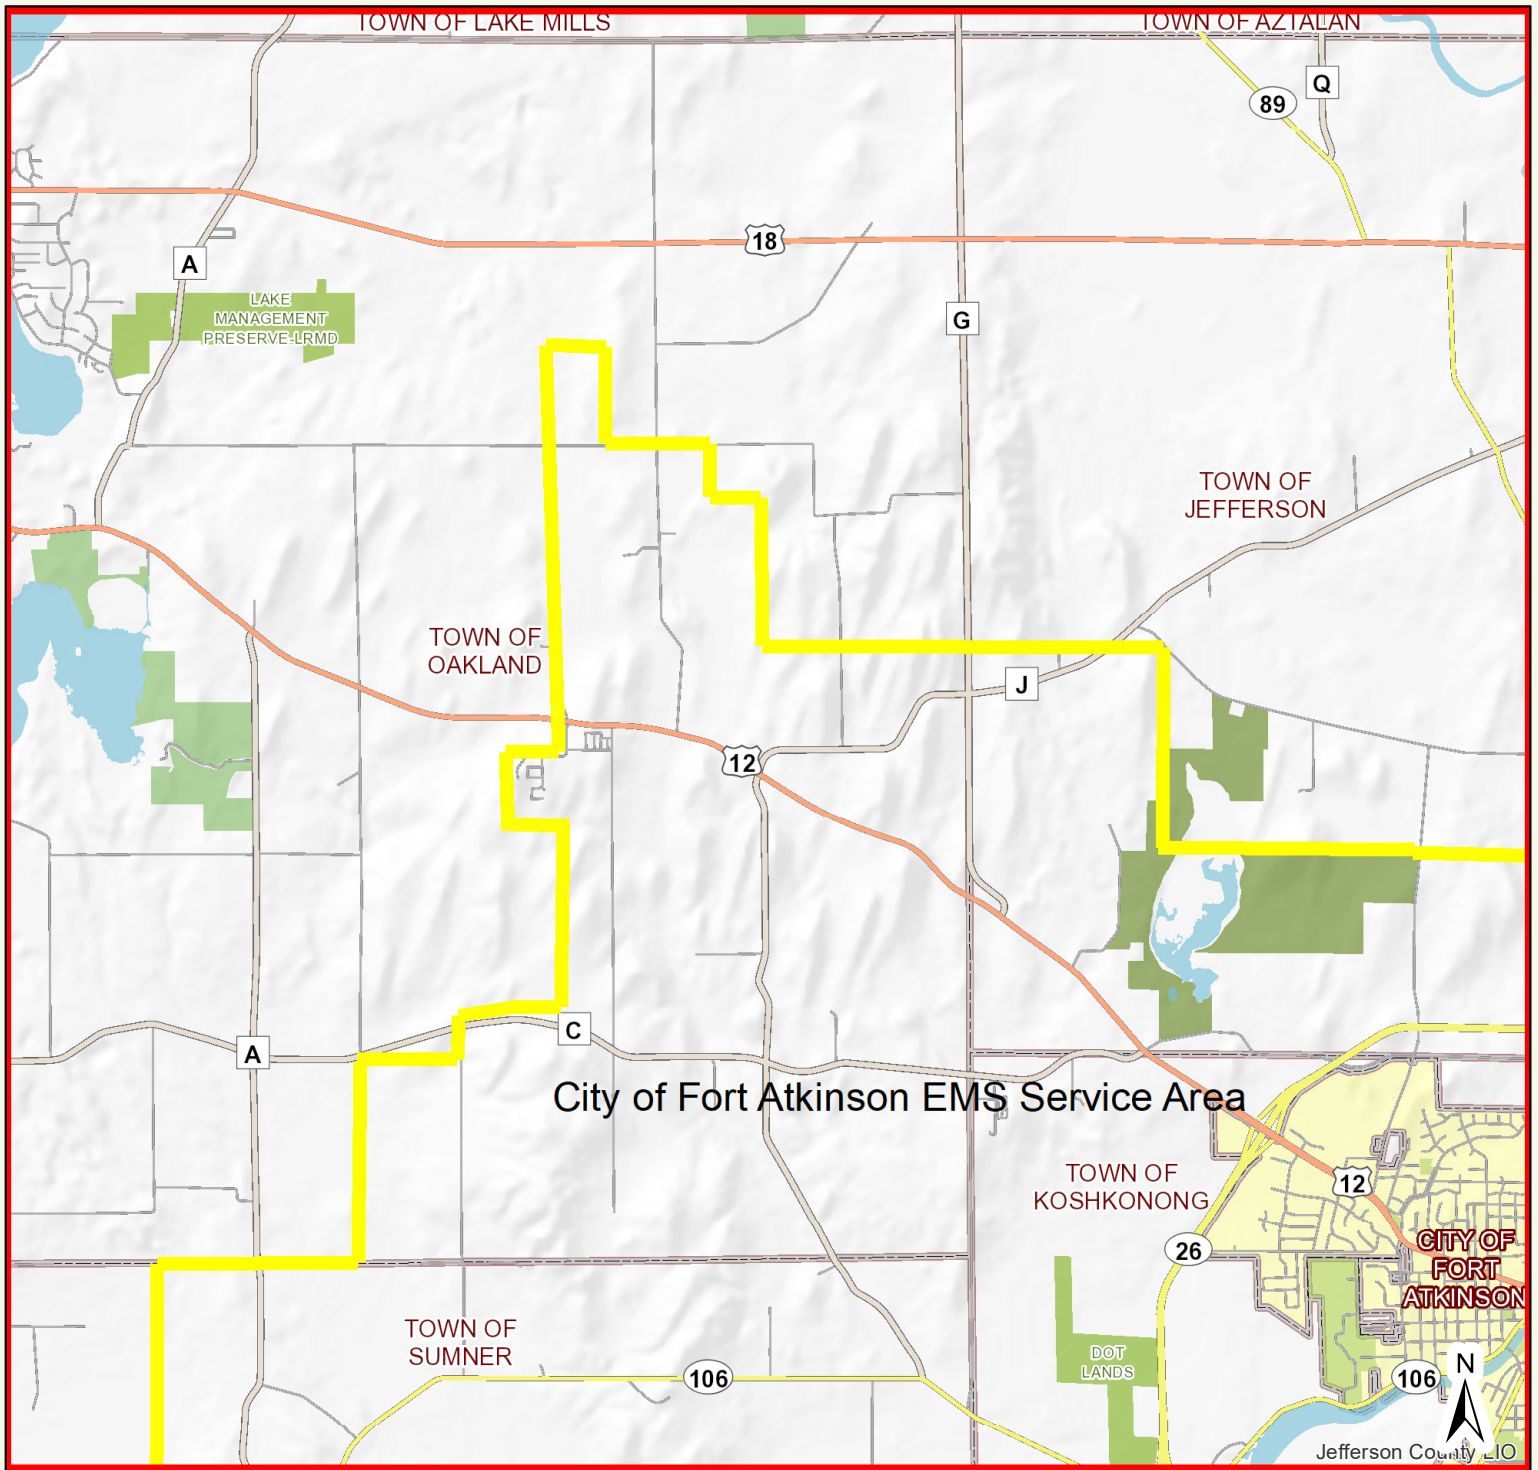 TOWN OF LAKE MILLS
TOWN OF AZTALAN
Q
89
18
A
LAKE
MANAGEMENT
PRESERVE-LRMD
G
TOWN OF
JEFFERSON
TOWN OF
OAKLAND
J
12
C
A
City of Fort Atkinson EMS Service Area
TOWN OF
KOSHKONONG
12
26
CITY OF
FORT
ATKINSON
TOWN OF
SUMNER
DOT
LANDS
106
106
N
Jefferson County LIO